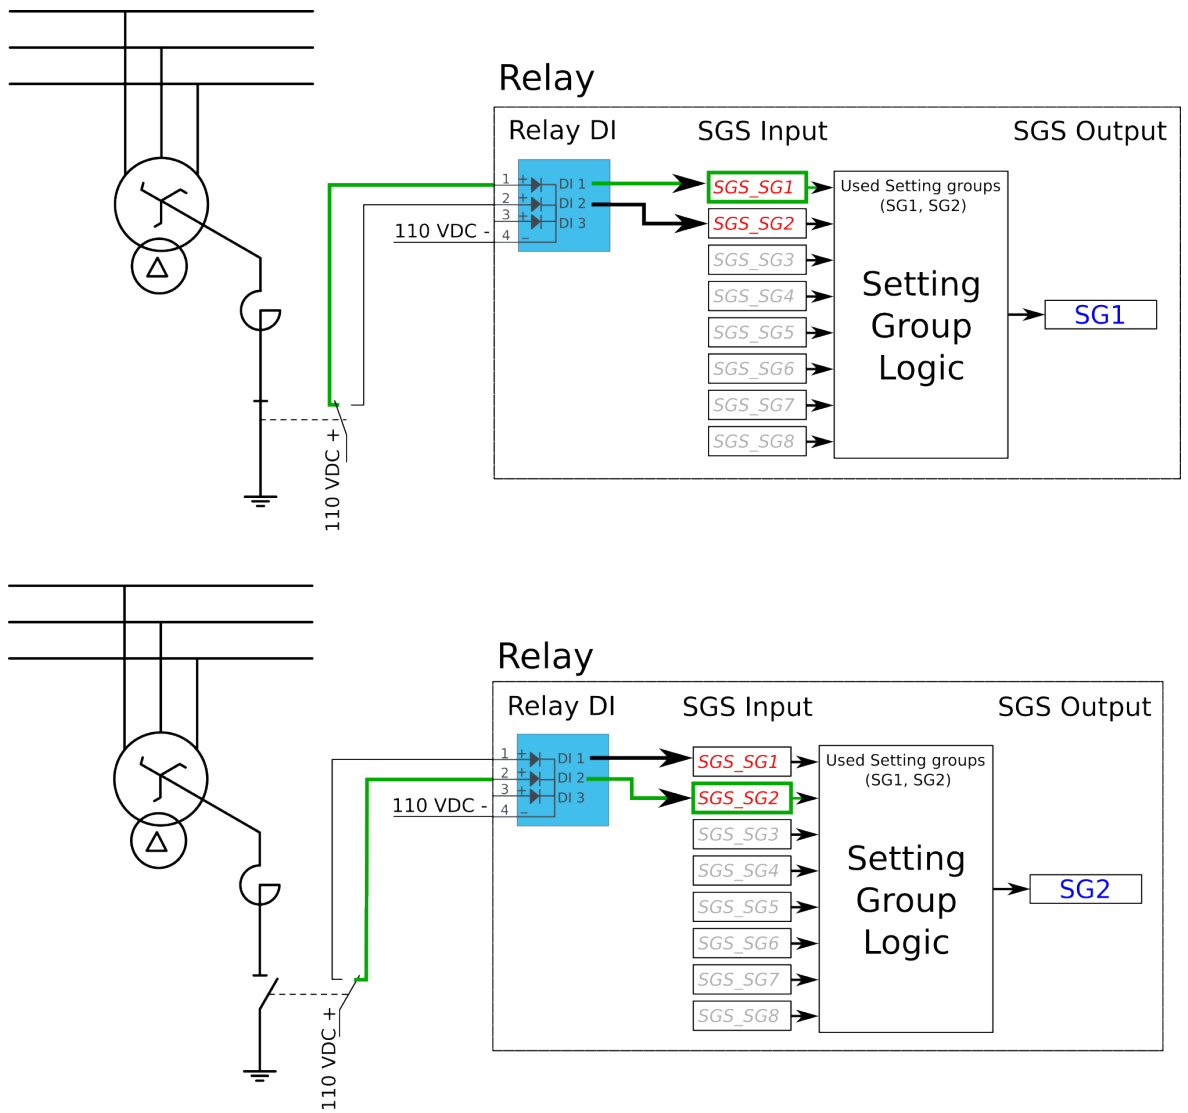 Relay
Relay DI
SGS Input
SGS Output
1
+
DI 1
2
+
DI 2
3
+
DI 3
4
−
110 VDC -
110 VDC +
SGS_SG1
SGS_SG2
SGS_SG3
SGS_SG4
SGS_SG5
SGS_SG6
SGS_SG7
SGS_SG8
Used Setting groups
(SG1, SG2)
Setting
Group
Logic
SG1
Relay
Relay DI
SGS Input
SGS Output
1
+
DI 1
2
+
DI 2
3
+
DI 3
4
−
110 VDC -
110 VDC +
SGS_SG1
SGS_SG2
SGS_SG3
SGS_SG4
SGS_SG5
SGS_SG6
SGS_SG7
SGS_SG8
Used Setting groups
(SG1, SG2)
Setting
Group
Logic
SG2